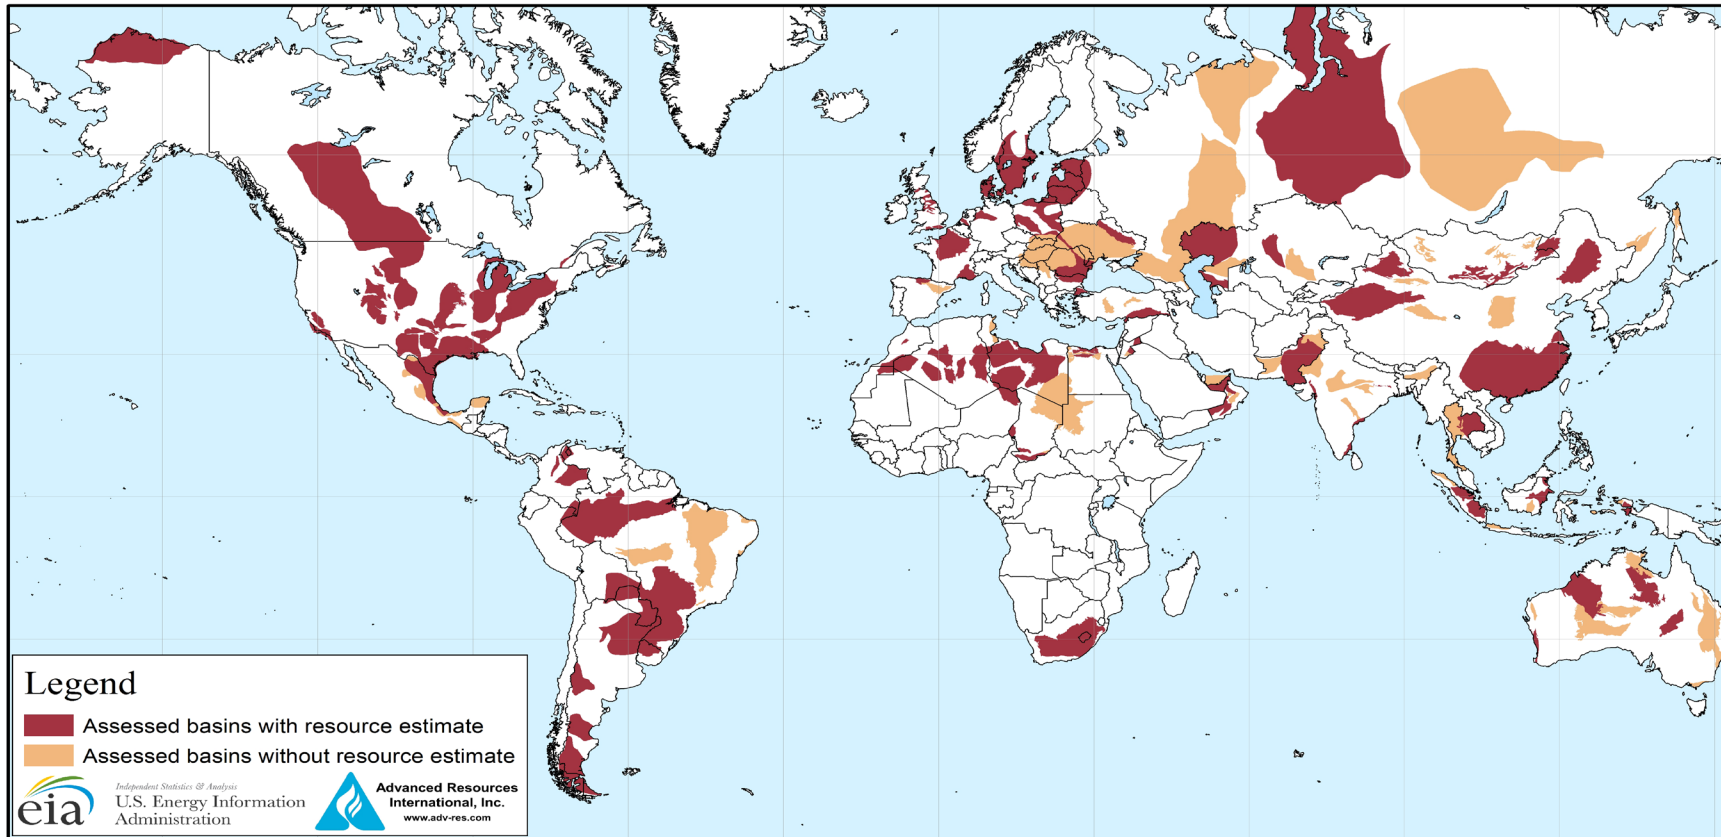 Legend
Assessed basins with resource estimate
Assessed basins without resource estimate
eia
Independent Statistics & Analysis
U.S. Energy Information
Administration
Advanced Resources
International, Inc.
www.adv-res.com